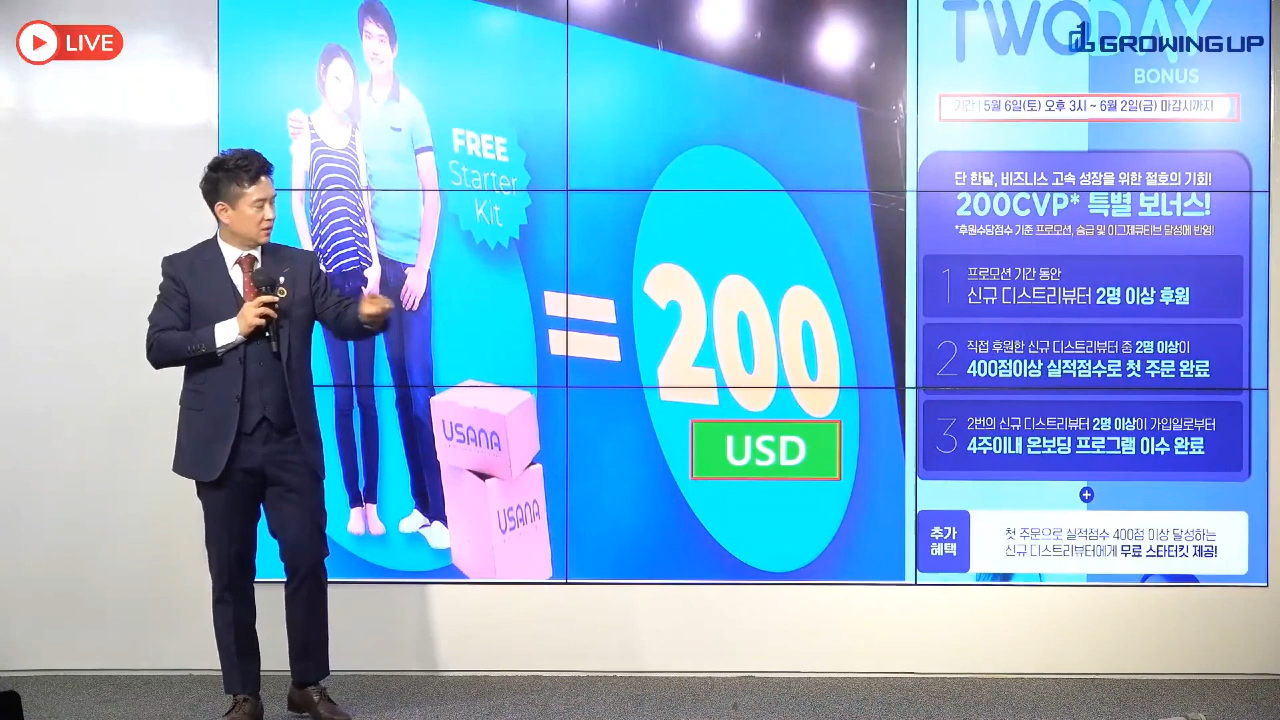 LIVE
FREE
Starter
Kit
USANA
USANA
=
200
USD
TWODAY
GROWING UP
BONUS
기간 | 5월 6일(토) 오후 3시 ~ 6월 2일(금) 마감시까지
단 한달, 비즈니스 고속 성장을 위한 절호의 기회!
200CVP* 특별 보너스!
*후원수당점수 기준 프로모션, 승급 및 이그제큐티브 달성에 반영!
1
프로모션 기간 동안
신규 디스트리뷰터 2명 이상 후원
2
직접 후원한 신규 디스트리뷰터 중 2명 이상이
400점이상 실적점수로 첫 주문 완료
3
2번의 신규 디스트리뷰터 2명 이상이 가입일로부터
4주이내 온보딩 프로그램 이수 완료
+
추가
혜택
첫 주문으로 실적점수 400점 이상 달성하는
신규 디스트리뷰터에게 무료 스타터킷 제공!